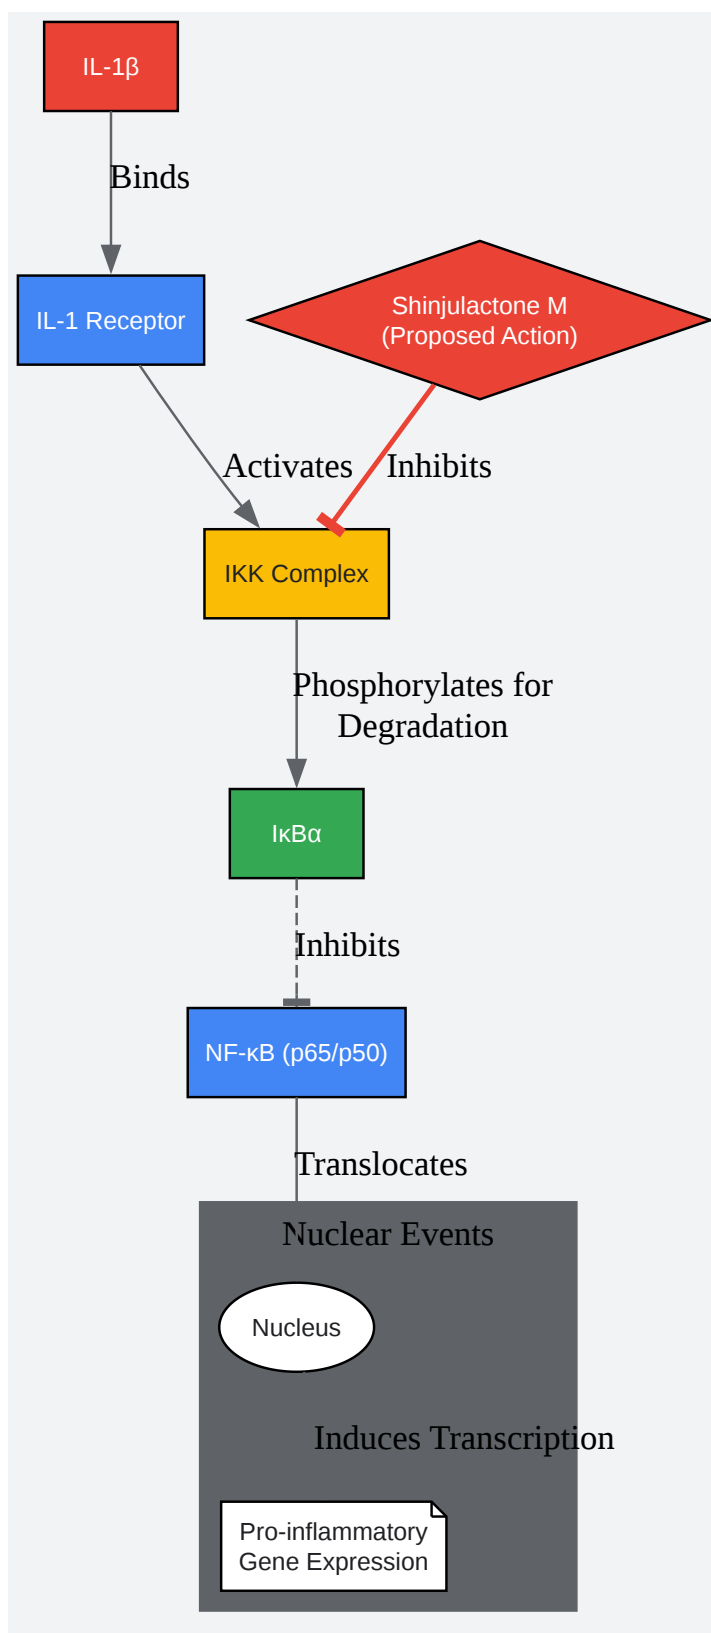 IL-1β
Binds
IL-1 Receptor
Shinjulactone M
(Proposed Action)
Activates
Inhibits
IKK Complex
Phosphorylates for
Degradation
IκBα
Inhibits
NF-κB (p65/p50)
Translocates
Nuclear Events
Nucleus
Induces Transcription
Pro-inflammatory
Gene Expression